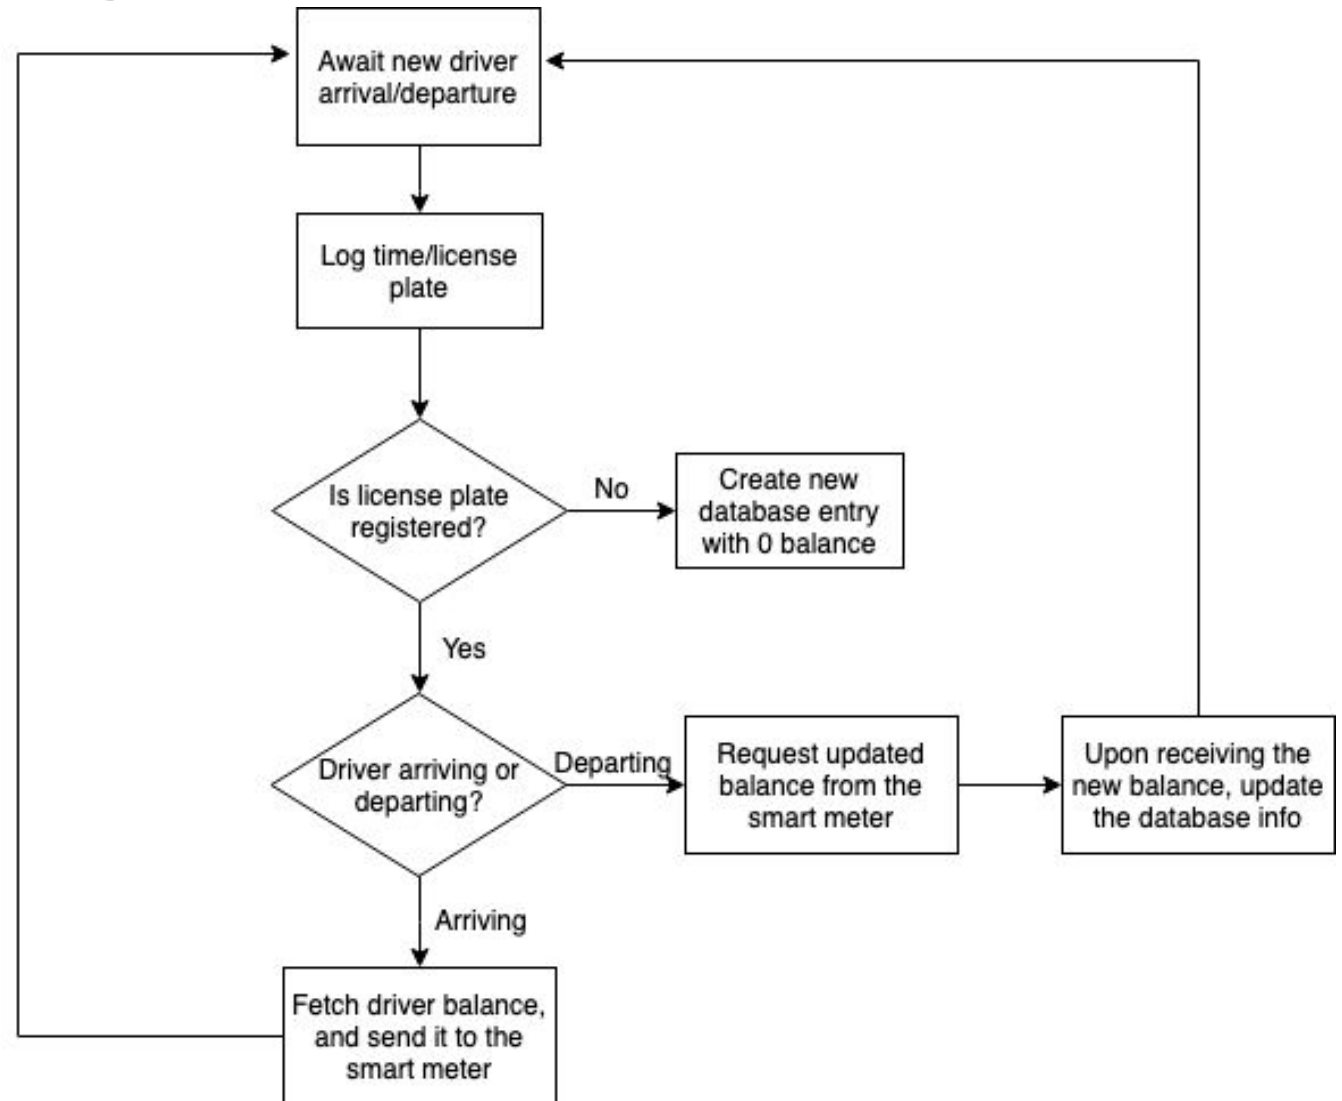 Await new driver
arrival/departure
Log time/license
plate
Is license plate
registered?
No
Create new
database entry
with 0 balance
Yes
Driver arriving or
departing?
Departing
Request updated
balance from the
smart meter
Upon receiving the
new balance, update
the database info
Arriving
Fetch driver balance,
and send it to the
smart meter